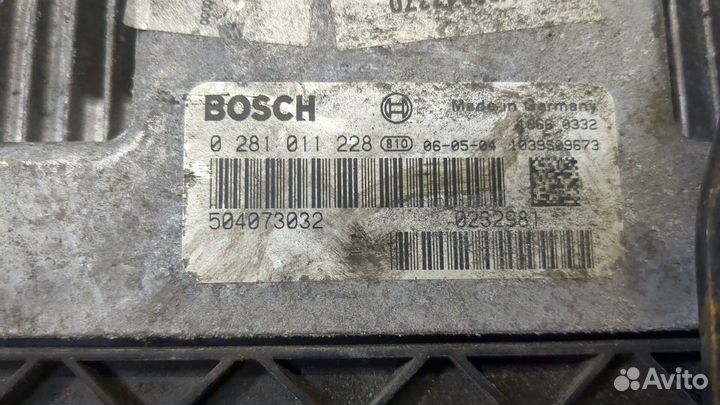 BOSCH
Made in Germany
0 281 011 228 810 06-05-04 1039S09673
504073032
0232981
Avito